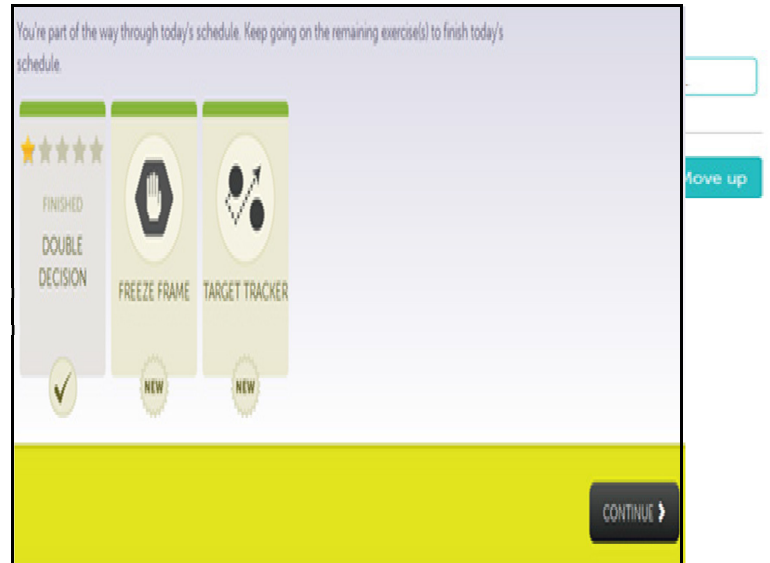 You're part of the way through today's schedule. Keep going on the remaining exercise(s) to finish today's
schedule.
FINISHED
DOUBLE
DECISION
FREEZE FRAME
TARGET TRACKER
NEW
NEW
Move up
CONTINUE